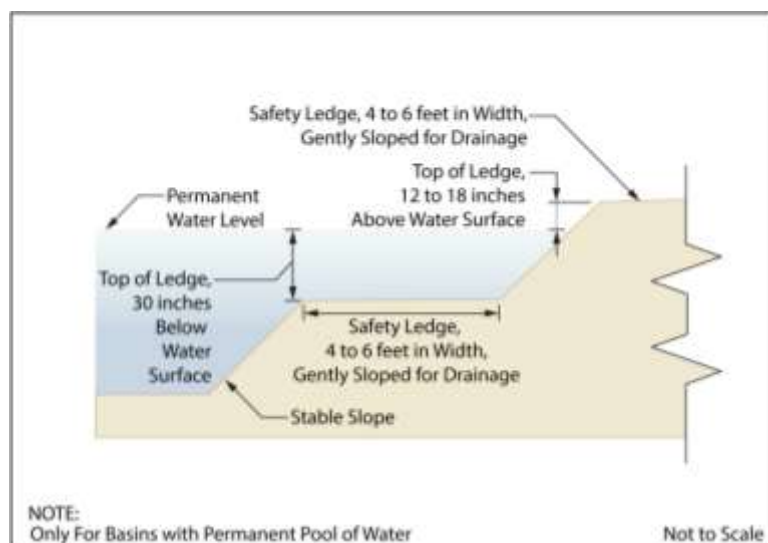 Safety Ledge, 4 to 6 feet in Width,
Gently Sloped for Drainage
Top of Ledge,
12 to 18 inches
Above Water Surface
Permanent
Water Level
Top of Ledge,
30 inches
Below
Water
Surface
Safety Ledge,
4 to 6 feet in Width,
Gently Sloped for Drainage
Stable Slope
NOTE:
Only For Basins with Permanent Pool of Water
Not to Scale